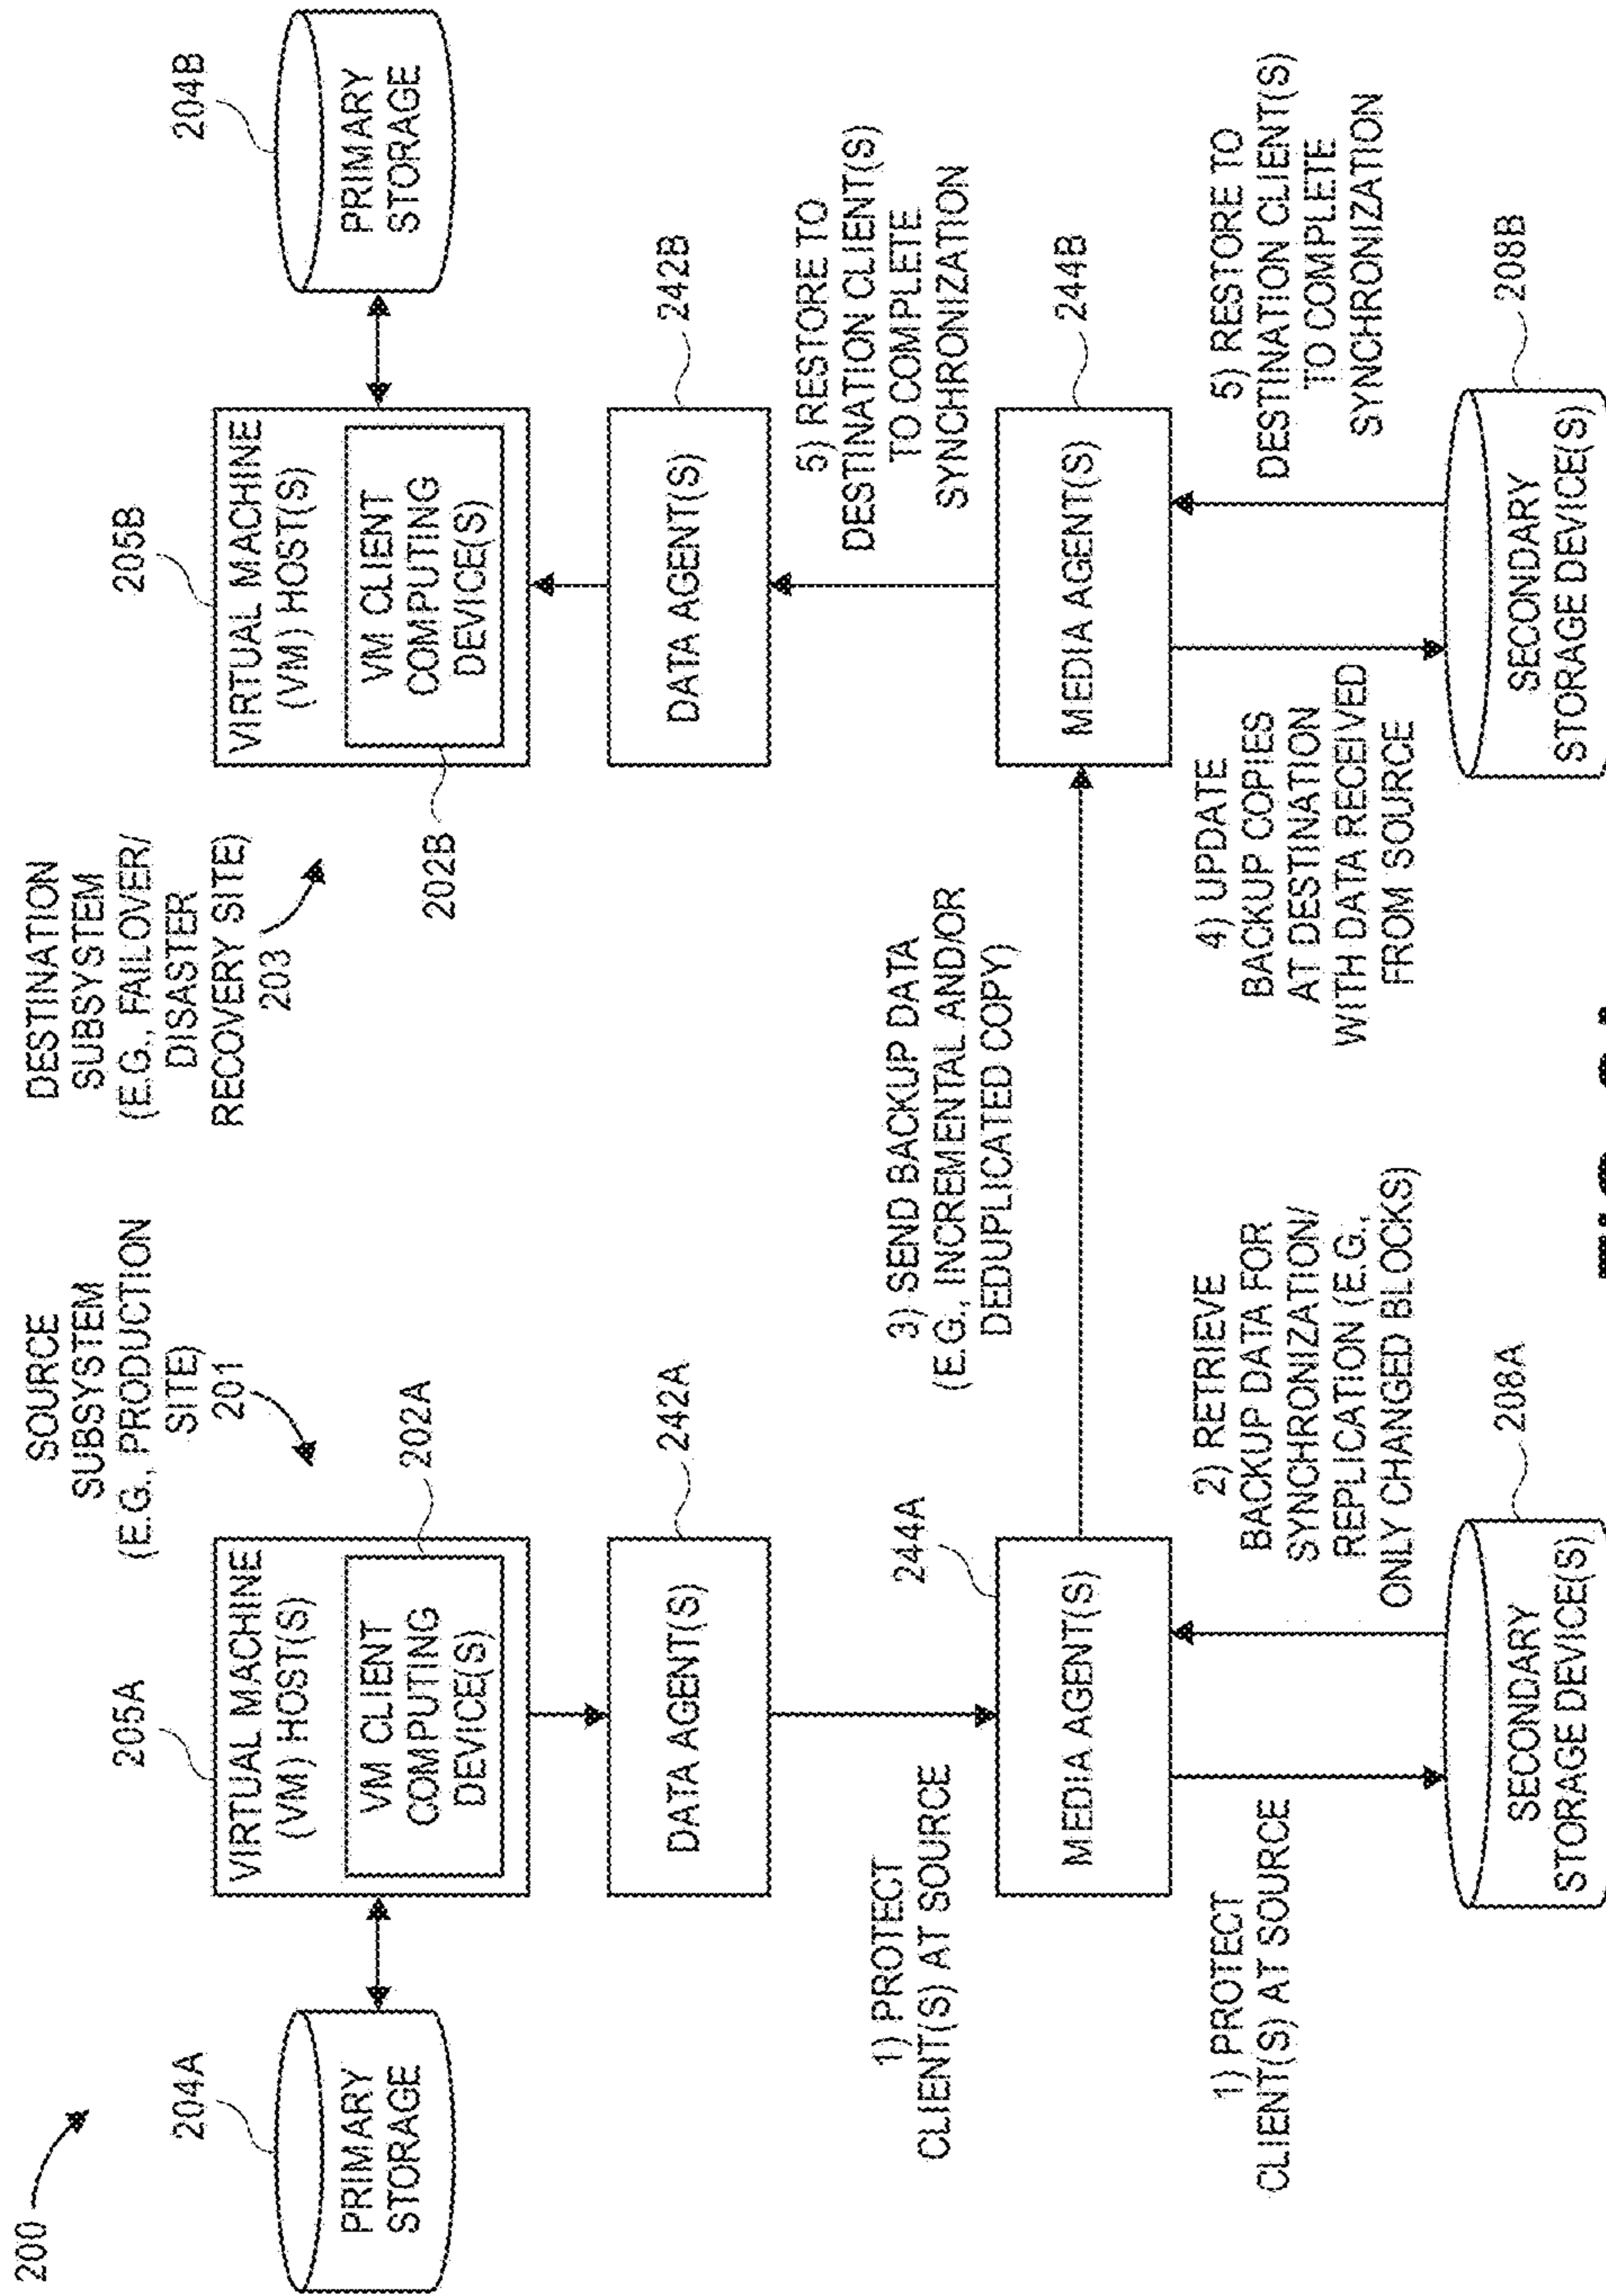 200
SOURCE
SUBSYSTEM
(E.G., PRODUCTION
SITE)
201
DESTINATION
SUBSYSTEM
(E.G., FAILOVER/
DISASTER
RECOVERY SITE)
203
204A
PRIMARY
STORAGE
205A
VIRTUAL MACHINE
(VM) HOST(S)
VM CLIENT
COMPUTING
DEVICE(S)
202A
205B
VIRTUAL MACHINE
(VM) HOST(S)
VM CLIENT
COMPUTING
DEVICE(S)
202B
204B
PRIMARY
STORAGE
DATA AGENT(S)
242A
DATA AGENT(S)
242B
1) PROTECT
CLIENT(S) AT SOURCE
3) SEND BACKUP DATA
(E.G., INCREMENTAL AND/OR
DEDUPLICATED COPY)
5) RESTORE TO
DESTINATION CLIENT(S)
TO COMPLETE
SYNCHRONIZATION
MEDIA AGENT(S)
244A
MEDIA AGENT(S)
244B
1) PROTECT
CLIENT(S) AT SOURCE
2) RETRIEVE
BACKUP DATA FOR
SYNCHRONIZATION/
REPLICATION (E.G.,
ONLY CHANGED BLOCKS)
4) UPDATE
BACKUP COPIES
AT DESTINATION
WITH DATA RECEIVED
FROM SOURCE
5) RESTORE TO
DESTINATION CLIENT(S)
TO COMPLETE
SYNCHRONIZATION
SECONDARY
STORAGE DEVICE(S)
208A
SECONDARY
STORAGE DEVICE(S)
208B